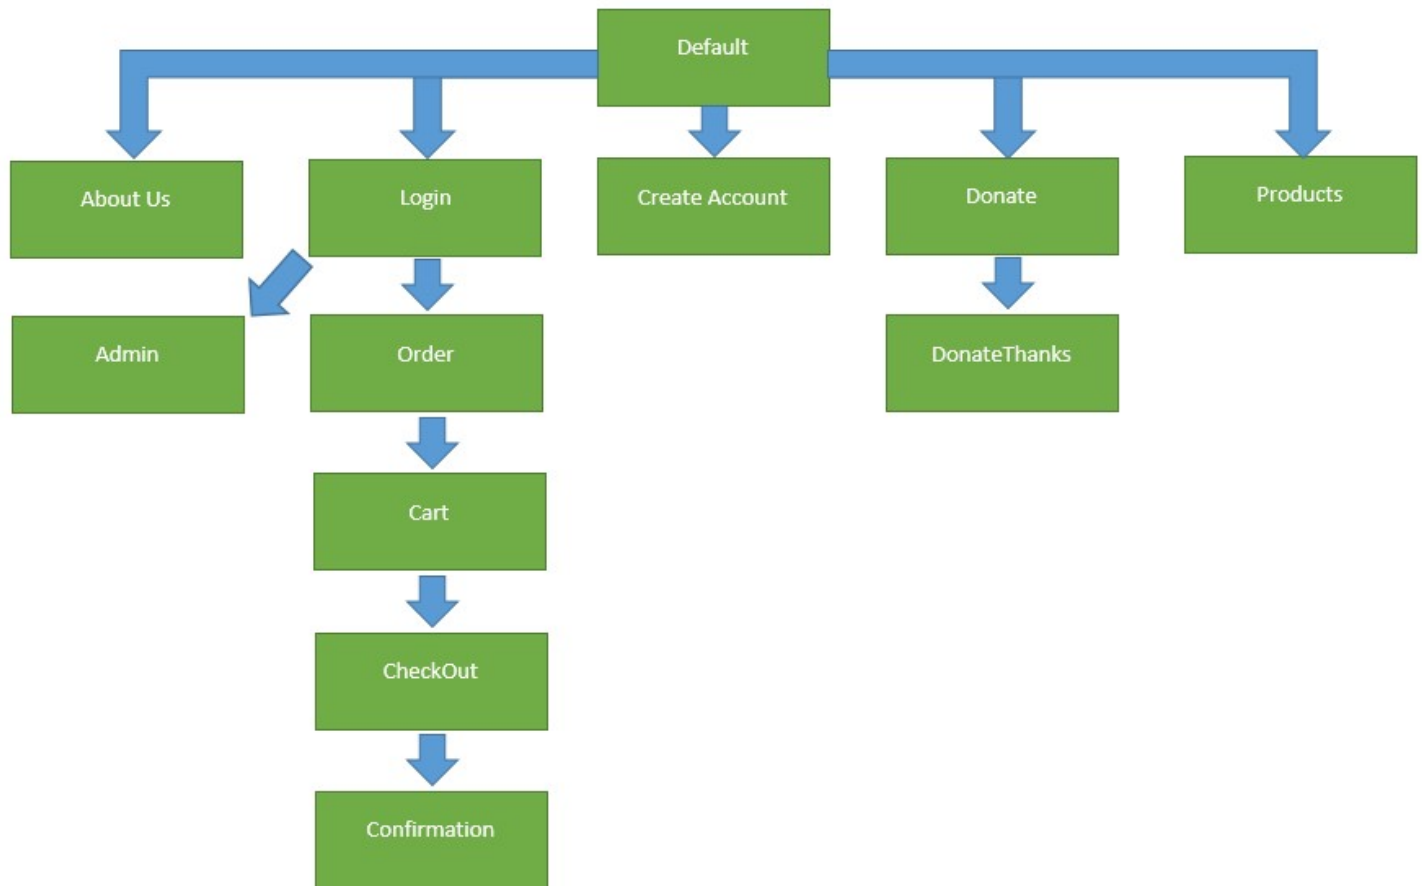 Default
About Us
Login
Create Account
Donate
Products
Admin
Order
DonateThanks
Cart
CheckOut
Confirmation